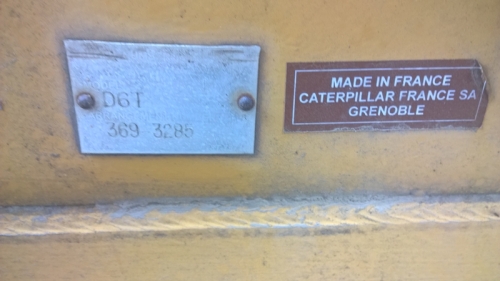 D6T
369 3285
MADE IN FRANCE
CATERPILLAR FRANCE SA
GRENOBLE